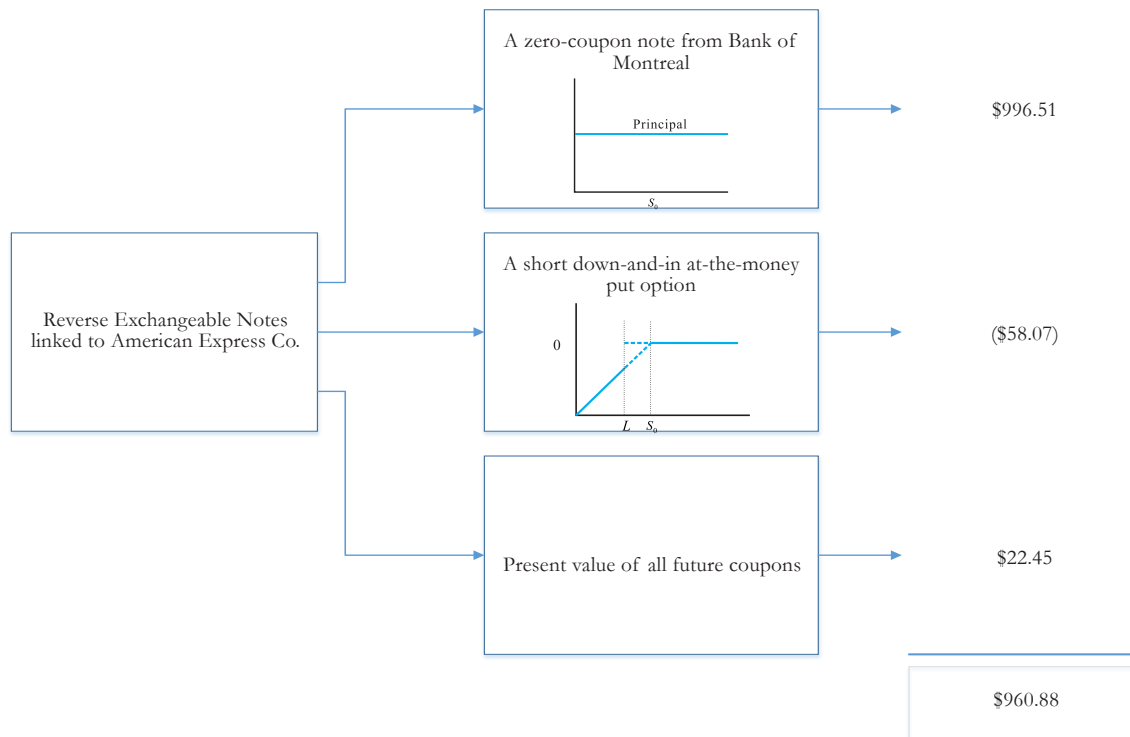 A zero-coupon note from Bank of
Montreal
Principal
S₀
$996.51
Reverse Exchangeable Notes
linked to American Express Co.
A short down-and-in at-the-money
put option
0
L S₀
($58.07)
Present value of all future coupons
$22.45
$960.88